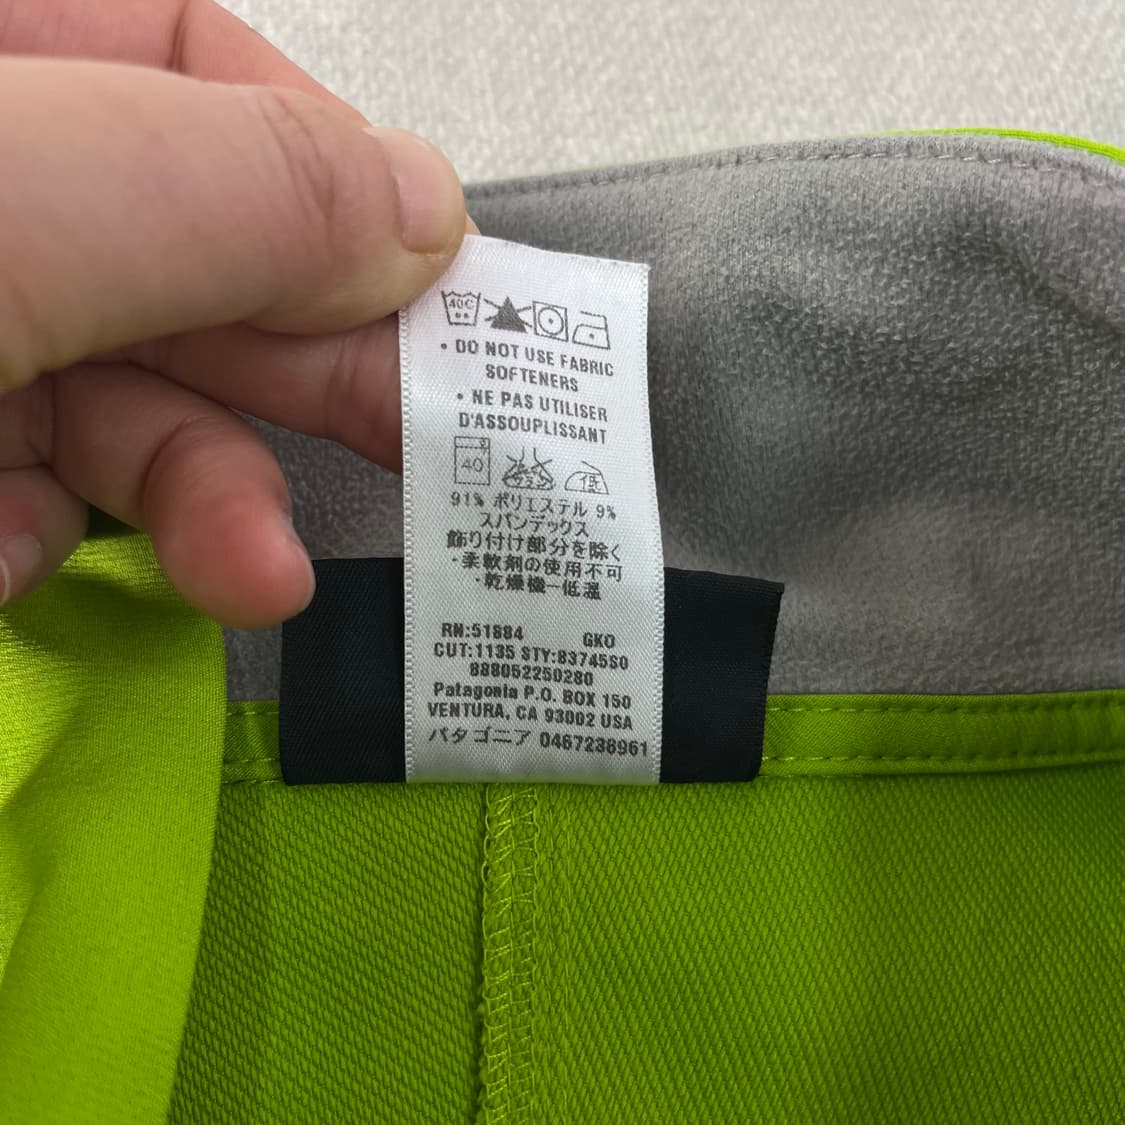 40C
• DO NOT USE FABRIC
SOFTENERS
• NE PAS UTILISER
D'ASSOUPLISSANT
40 低
91% ポリエステル 9%
スパンデックス
飾り付け部分を除く
・柔軟剤の使用不可
・乾燥機－低温
RN:51884 GKO
CUT:1135 STY:83745S0
888052250280
Patagonia P.O. BOX 150
VENTURA, CA 93002 USA
パタゴニア 0467238961